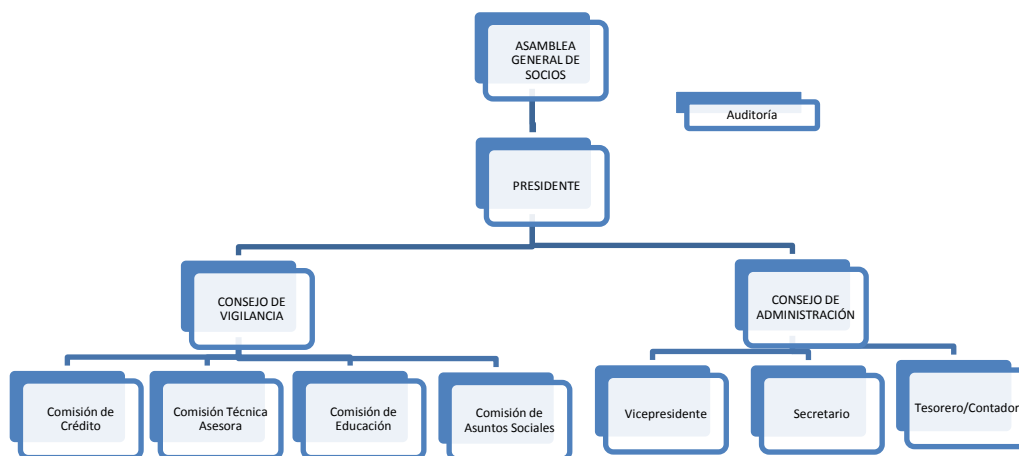 ASAMBLEA
GENERAL DE
SOCIOS
Auditoría
PRESIDENTE
CONSEJO DE
VIGILANCIA
CONSEJO DE
ADMINISTRACIÓN
Comisión de
Crédito
Comisión Técnica
Asesora
Comisión de
Educación
Comisión de
Asuntos Sociales
Vicepresidente
Secretario
Tesorero/Contador